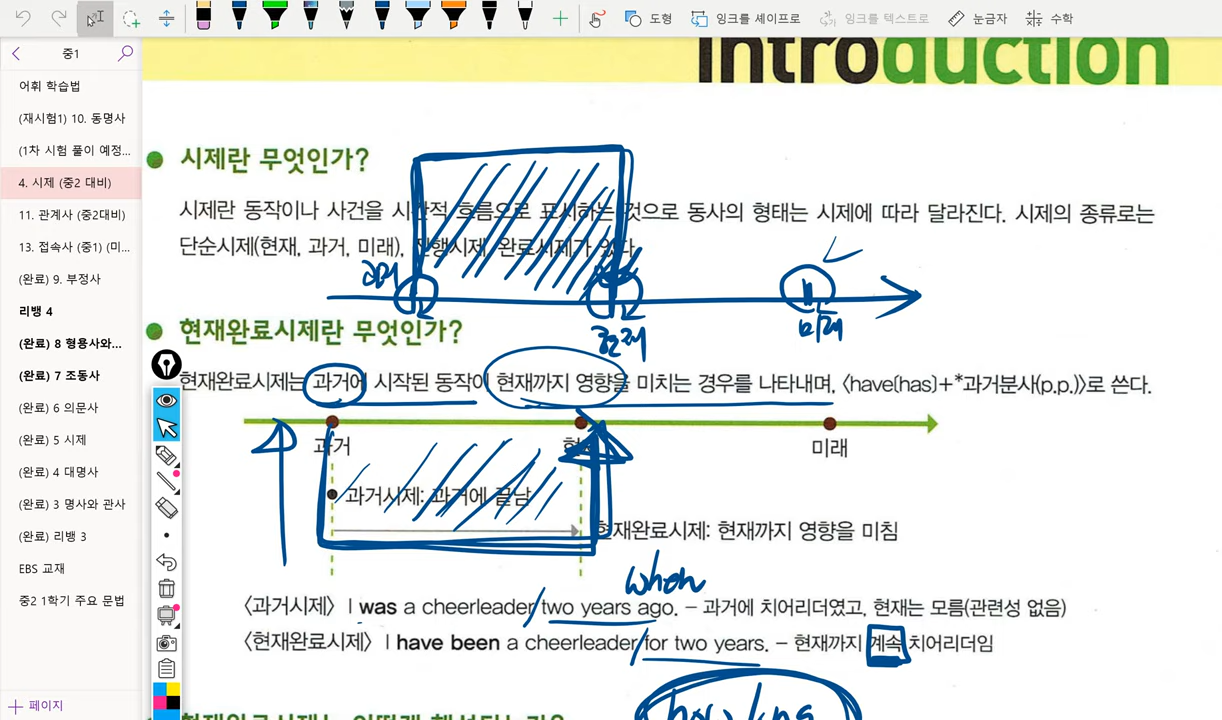 도형
잉크를 셰이프로
잉크를 텍스트로
눈금자
수학
중1
어휘 학습법
(재시험1) 10. 동명사
(1차 시험 풀이 예정...
4. 시제 (중2 대비)
11. 관계사 (중2대비)
13. 접속사 (중1) (미...
(완료) 9. 부정사
리뱅 4
(완료) 8 형용사와...
(완료) 7 조동사
(완료) 6 의문사
(완료) 5 시제
(완료) 4 대명사
(완료) 3 명사와 관사
(완료) 리뱅 3
EBS 교재
중2 1학기 주요 문법
페이지
Introduction
시제란 무엇인가?
시제란 동작이나 사건을 시간적 흐름으로 표시하는 것으로 동사의 형태는 시제에 따라 달라진다. 시제의 종류로는
단순시제(현재, 과거, 미래), 진행시제, 완료시제가 있다.
과거
현재
미래
현재완료시제란 무엇인가?
현재완료시제는 과거에 시작된 동작이 현재까지 영향을 미치는 경우를 나타내며, 〈have(has)+*과거분사(p.p.)〉로 쓴다.
과거
미래
과거시제: 과거에 끝남
현재완료시제: 현재까지 영향을 미침
when
〈과거시제〉 I was a cheerleader two years ago. – 과거에 치어리더였고, 현재는 모름(관련성 없음)
〈현재완료시제〉 I have been a cheerleader for two years. – 현재까지 계속 치어리더임
how long